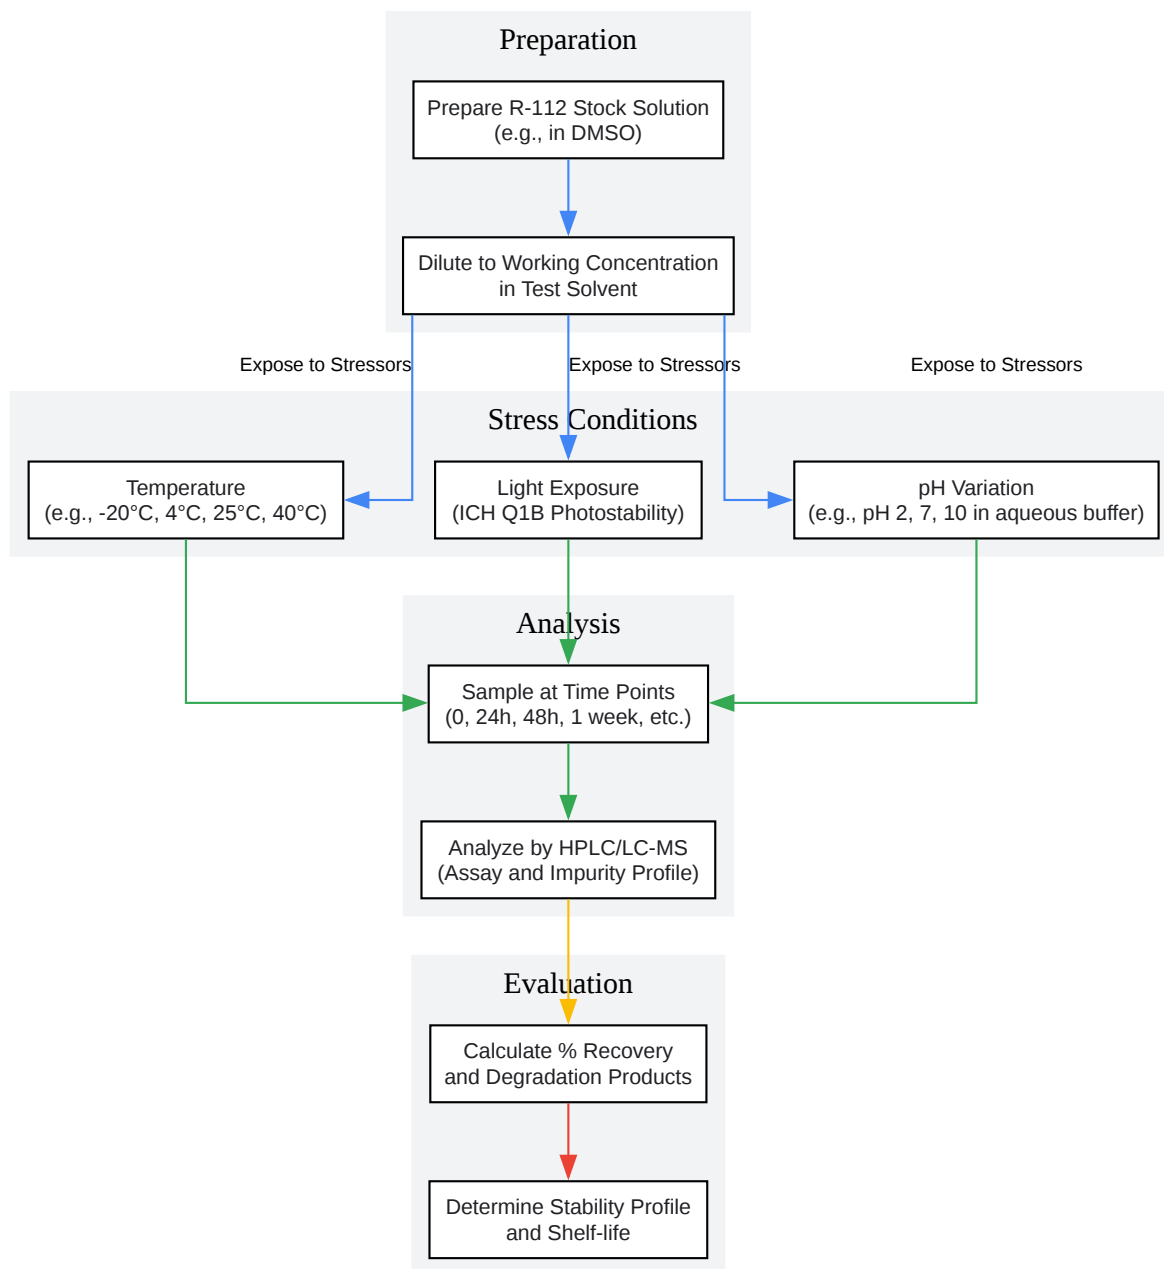 Preparation
Prepare R-112 Stock Solution
(e.g., in DMSO)
Dilute to Working Concentration
in Test Solvent
Expose to Stressors
Expose to Stressors
Expose to Stressors
Stress Conditions
Temperature
(e.g., -20°C, 4°C, 25°C, 40°C)
Light Exposure
(ICH Q1B Photostability)
pH Variation
(e.g., pH 2, 7, 10 in aqueous buffer)
Analysis
Sample at Time Points
(0, 24h, 48h, 1 week, etc.)
Analyze by HPLC/LC-MS
(Assay and Impurity Profile)
Evaluation
Calculate % Recovery
and Degradation Products
Determine Stability Profile
and Shelf-life